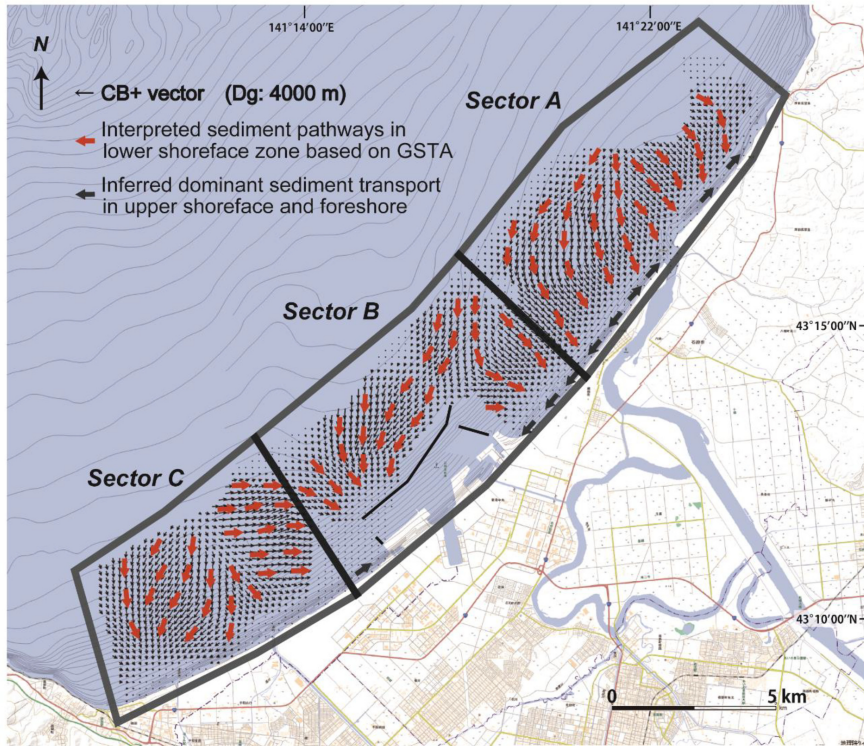 141°14′00″E
141°22′00″E
N
← CB+ vector (Dg: 4000 m)
Interpreted sediment pathways in
lower shoreface zone based on GSTA
Inferred dominant sediment transport
in upper shoreface and foreshore
Sector A
Sector B
43°15′00″N
Sector C
43°10′00″N
0 5 km